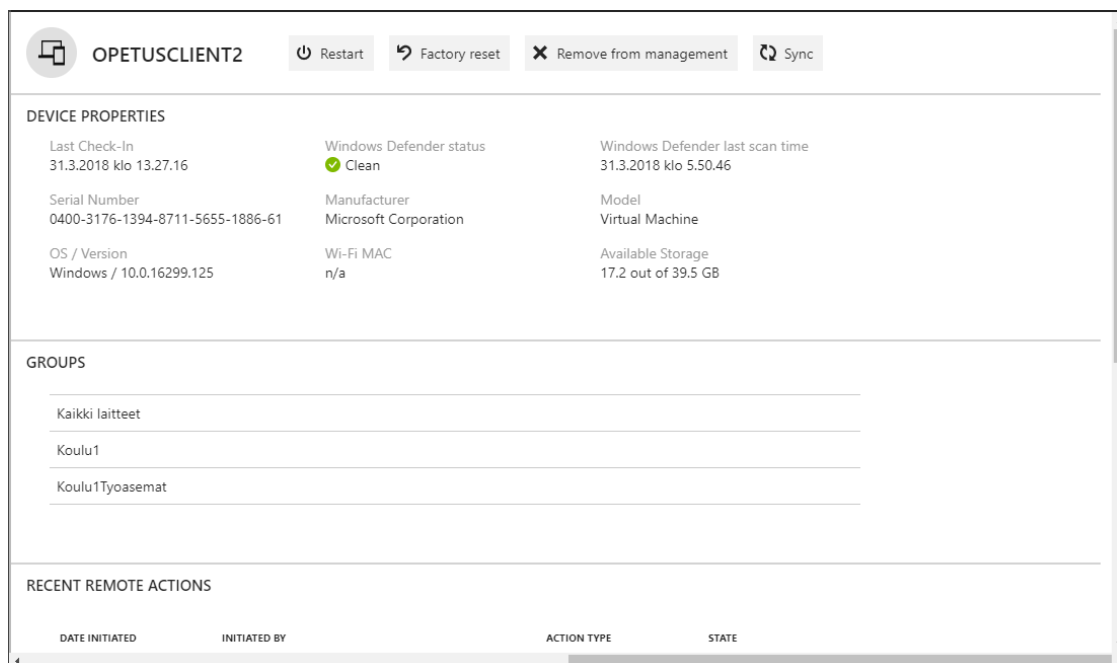 OPETUSCLIENT2 Restart Factory reset Remove from management Sync
DEVICE PROPERTIES
Last Check-In Windows Defender status Windows Defender last scan time
31.3.2018 klo 13.27.16 Clean 31.3.2018 klo 5.50.46
Serial Number Manufacturer Model
0400-3176-1394-8711-5655-1886-61 Microsoft Corporation Virtual Machine
OS / Version Wi-Fi MAC Available Storage
Windows / 10.0.16299.125 n/a 17.2 out of 39.5 GB
GROUPS
Kaikki laitteet
Koulu1
Koulu1Tyoasemat
RECENT REMOTE ACTIONS
DATE INITIATED INITIATED BY ACTION TYPE STATE